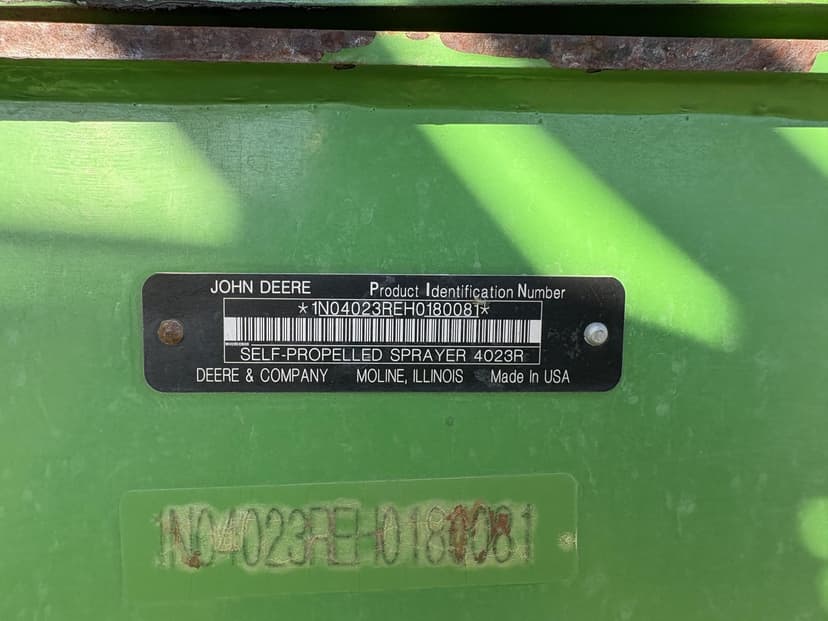 JOHN DEERE Product Identification Number
*1N04023REH0180081*
SELF-PROPELLED SPRAYER 4023R
DEERE & COMPANY MOLINE, ILLINOIS Made In USA
1N04023REH0180081